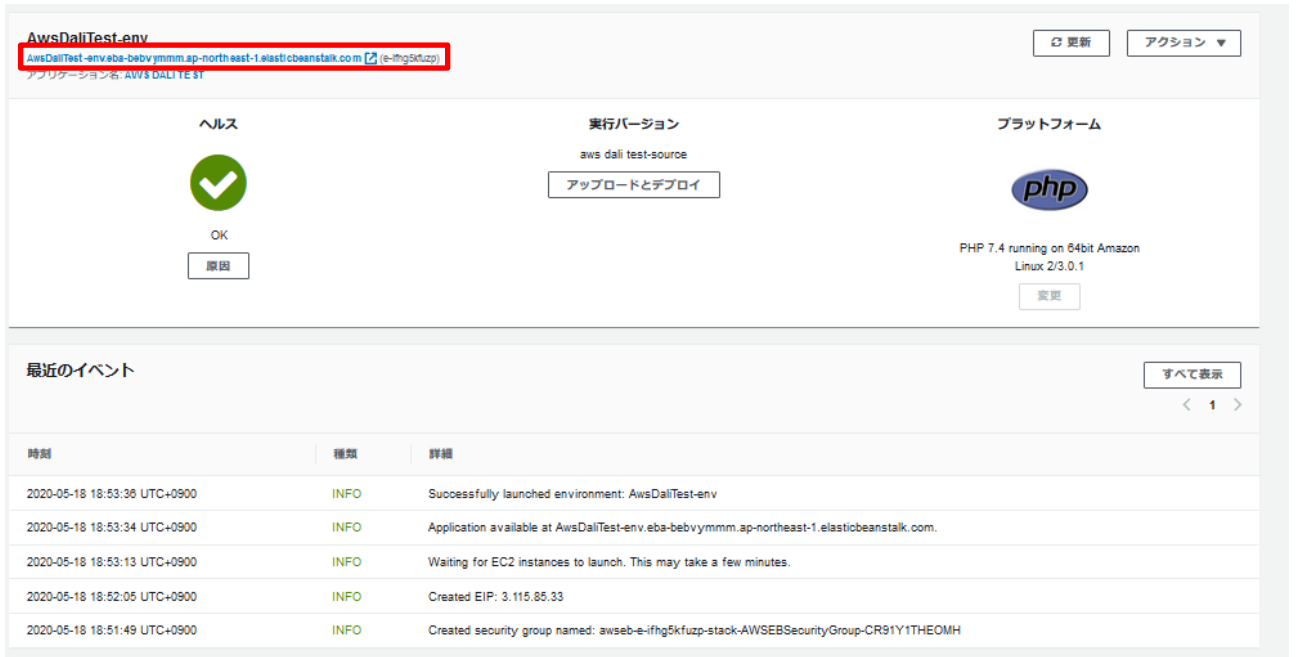 AwsDaliTest-env
AwsDaliTest-env.eba-bebvymmm.ap-northeast-1.elasticbeanstalk.com (e-ifhg5kfuzp)
アプリケーション名: AWS DALI TEST
更新
アクション ▼
ヘルス
実行バージョン
プラットフォーム
aws dali test-source
アップロードとデプロイ
php
OK
原因
PHP 7.4 running on 64bit Amazon
Linux 2/3.0.1
変更
最近のイベント
すべて表示
< 1 >
時刻 種類 詳細
2020-05-18 18:53:36 UTC+0900 INFO Successfully launched environment: AwsDaliTest-env
2020-05-18 18:53:34 UTC+0900 INFO Application available at AwsDaliTest-env.eba-bebvymmm.ap-northeast-1.elasticbeanstalk.com.
2020-05-18 18:53:13 UTC+0900 INFO Waiting for EC2 instances to launch. This may take a few minutes.
2020-05-18 18:52:05 UTC+0900 INFO Created EIP: 3.115.85.33
2020-05-18 18:51:49 UTC+0900 INFO Created security group named: awseb-e-ifhg5kfuzp-stack-AWSEBSecurityGroup-CR91Y1THEOMH